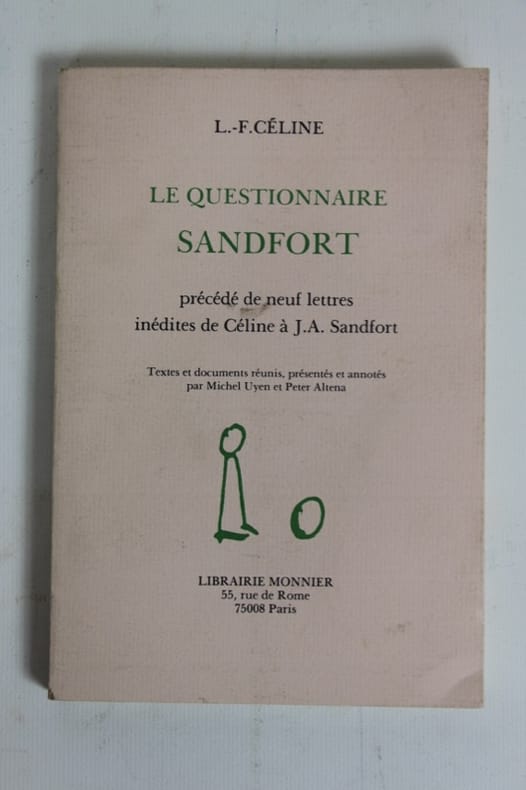 L.-F.CÉLINE
LE QUESTIONNAIRE
SANDFORT
précédé de neuf lettres
inédites de Céline à J.A. Sandfort
Textes et documents réunis, présentés et annotés
par Michel Uyen et Peter Altena
LIBRAIRIE MONNIER
55, rue de Rome
75008 Paris